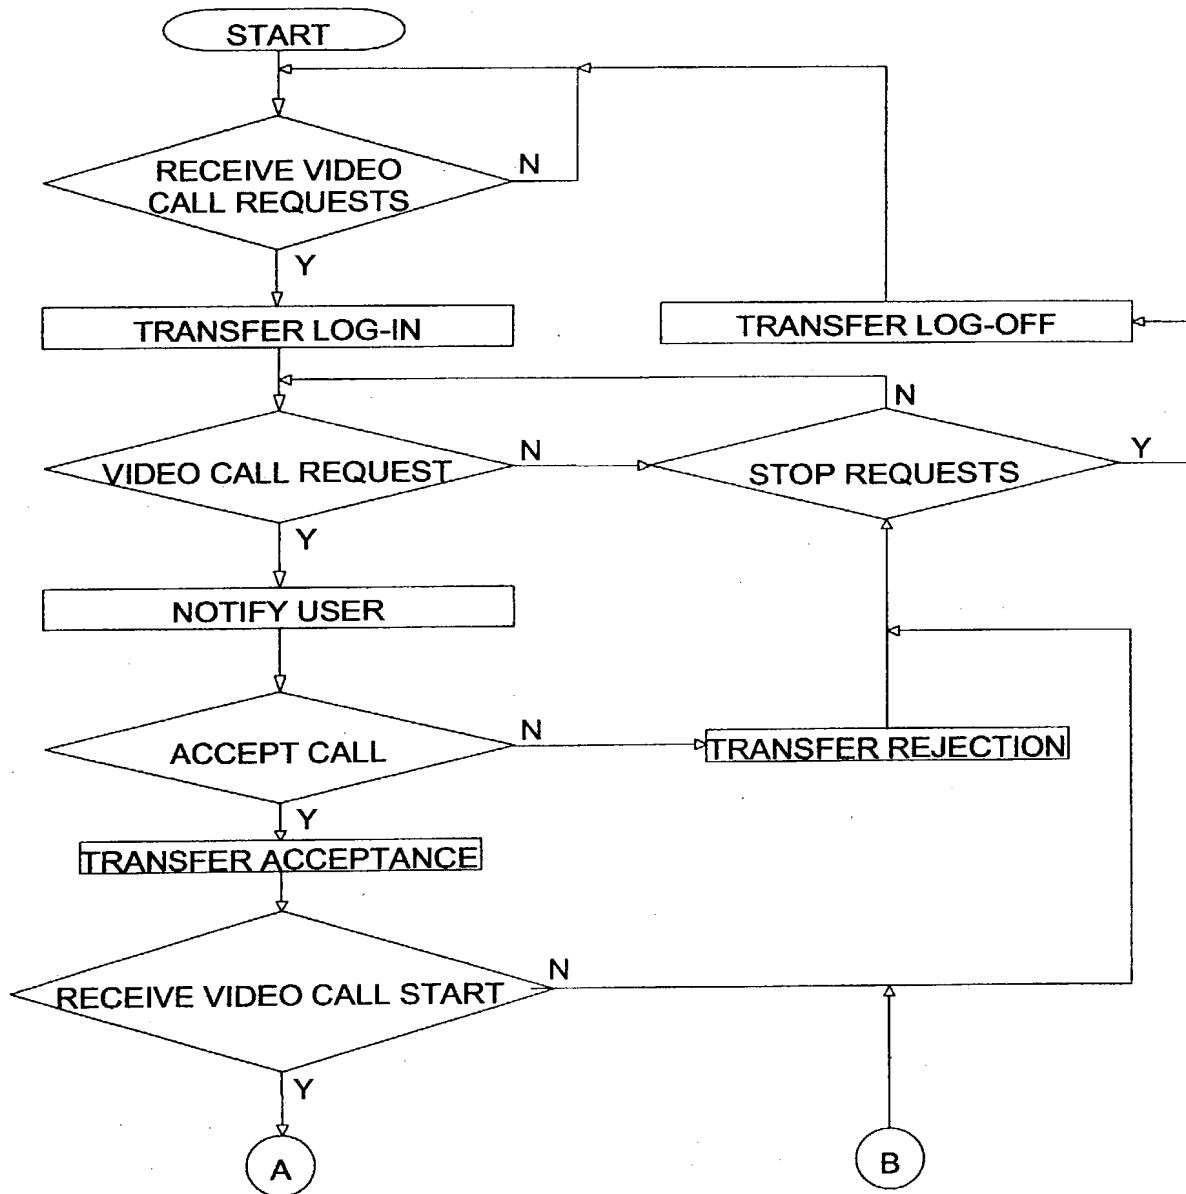 START
RECEIVE VIDEO
CALL REQUESTS
N
Y
TRANSFER LOG-IN
TRANSFER LOG-OFF
N
VIDEO CALL REQUEST
N
STOP REQUESTS
Y
Y
NOTIFY USER
ACCEPT CALL
N
TRANSFER REJECTION
Y
TRANSFER ACCEPTANCE
RECEIVE VIDEO CALL START
N
Y
A
B